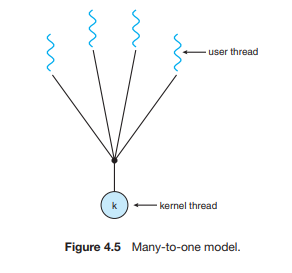 user thread
k
kernel thread
Figure 4.5 Many-to-one model.